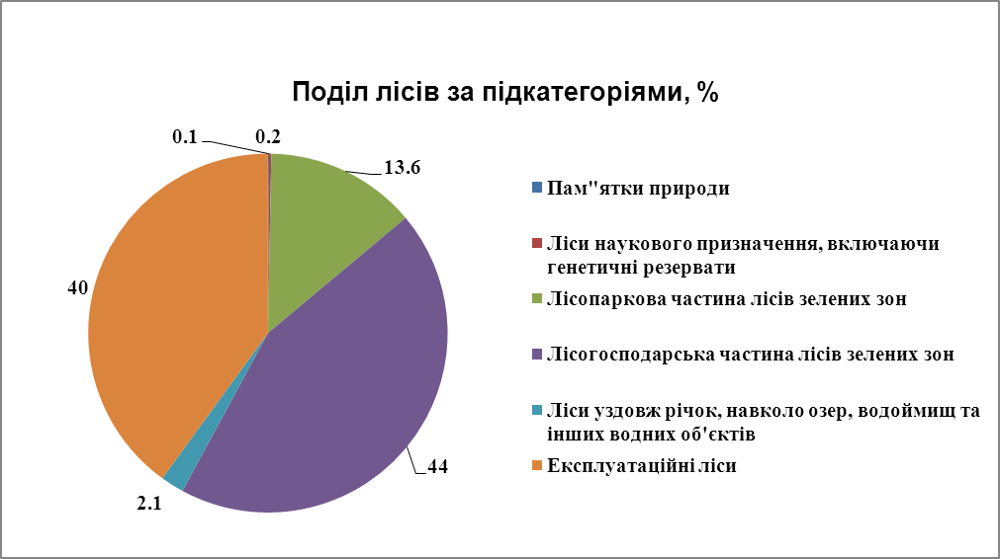 Поділ лісів за підкатегоріями, %
0.1
0.2
13.6
40
44
2.1
Пам"ятки природи
Ліси наукового призначення, включаючи
генетичні резервати
Лісопаркова частина лісів зелених зон
Лісогосподарська частина лісів зелених зон
Ліси уздовж річок, навколо озер, водоймищ та
інших водних об'єктів
Експлуатаційні ліси